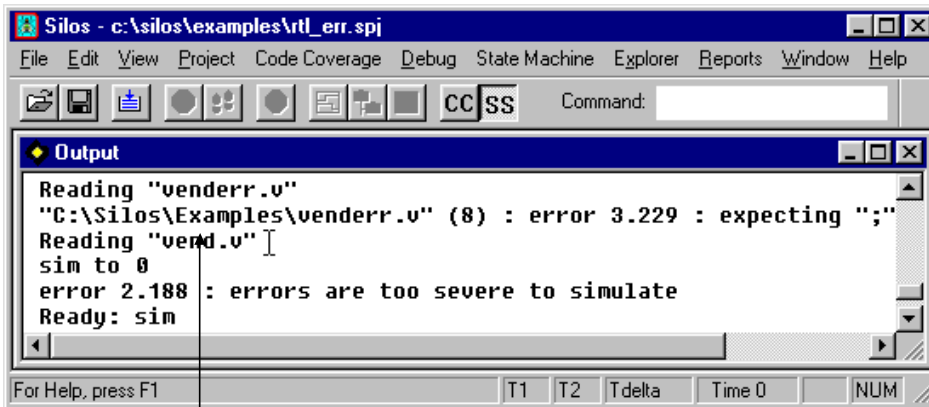 Silos - c:\silos\examples\rtl_err.spj
File Edit View Project Code Coverage Debug State Machine Explorer Reports Window Help
CC SS Command:
Output
Reading "venderr.v"
"C:\Silos\Examples\venderr.v" (8) : error 3.229 : expecting ";"
Reading "vend.v"
sim to 0
error 2.188 : errors are too severe to simulate
Ready: sim
For Help, press F1 T1 T2 Tdelta Time 0 NUM